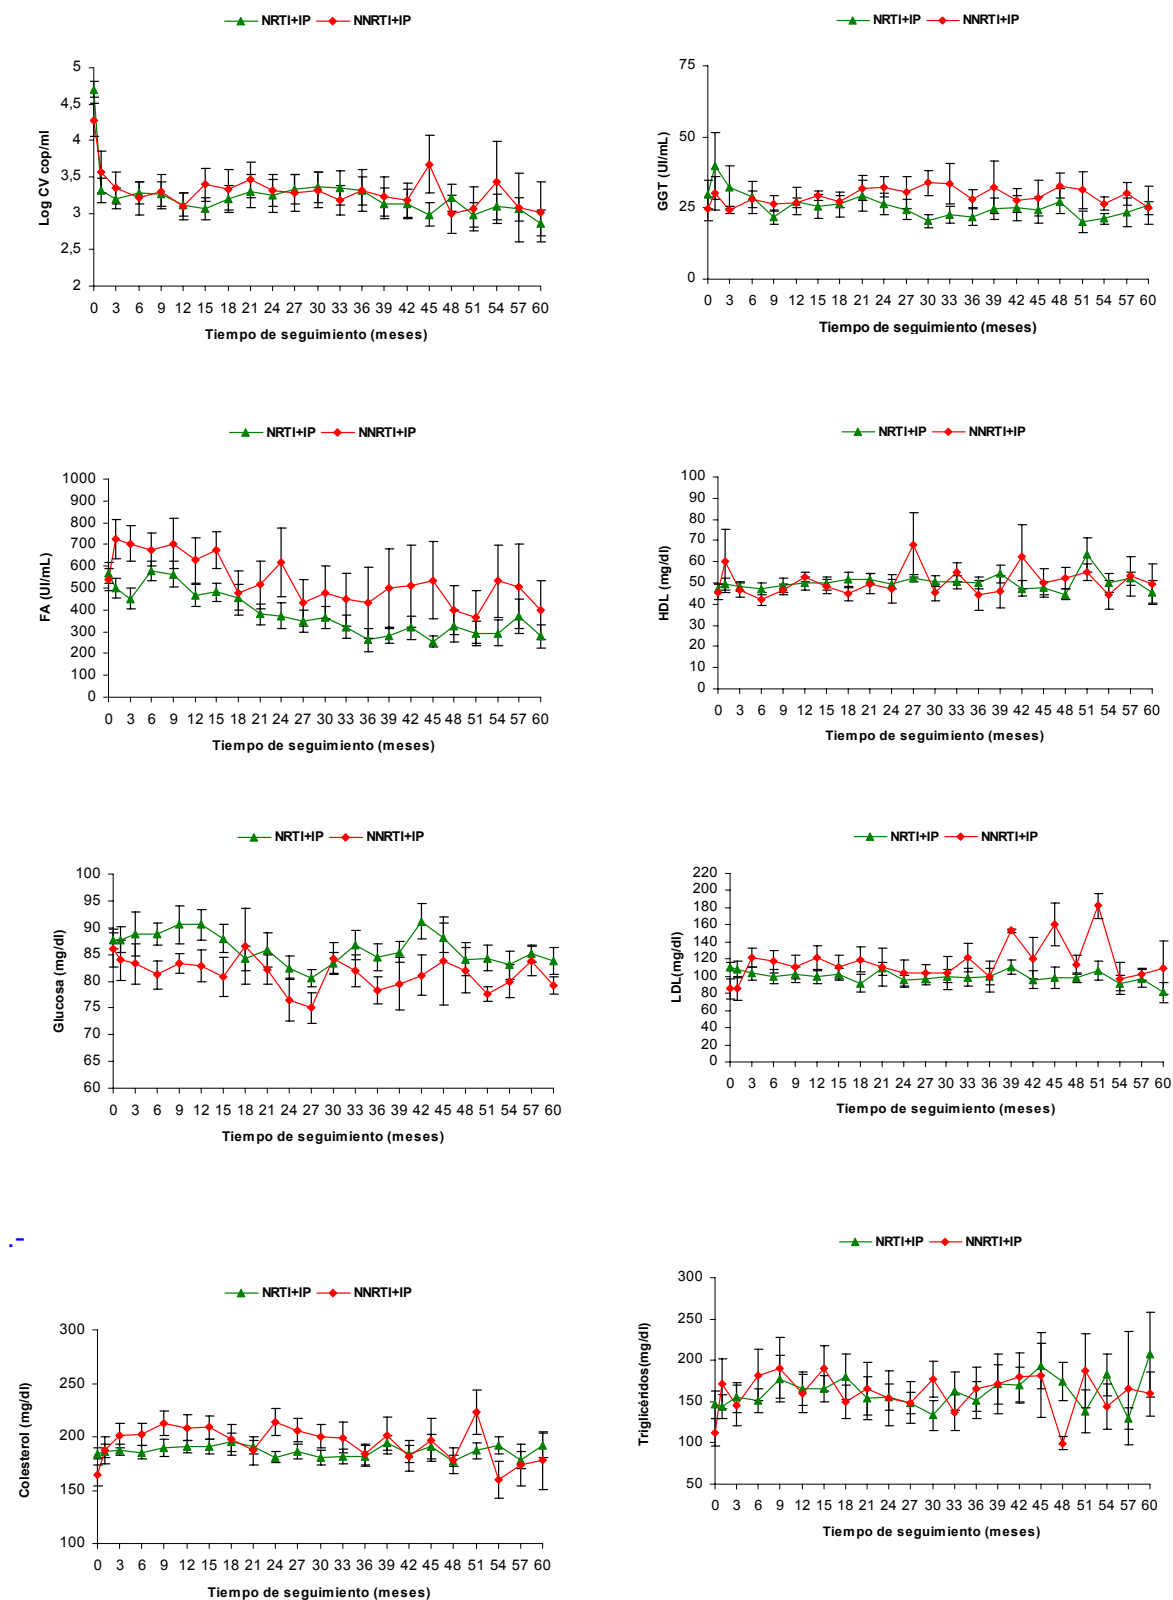 NRTI+IP NNRTI+IP
Log CV cop/ml
5
4,5
4
3,5
3
2,5
2
0 3 6 9 12 15 18 21 24 27 30 33 36 39 42 45 48 51 54 57 60
Tiempo de seguimiento (meses)
NRTI+IP NNRTI+IP
GGT (UI/mL)
75
50
25
0
0 3 6 9 12 15 18 21 24 27 30 33 36 39 42 45 48 51 54 57 60
Tiempo de seguimiento (meses)
NRTI+IP NNRTI+IP
FA (UI/mL)
1000
900
800
700
600
500
400
300
200
100
0
0 3 6 9 12 15 18 21 24 27 30 33 36 39 42 45 48 51 54 57 60
Tiempo de seguimiento (meses)
NRTI+IP NNRTI+IP
HDL (mg/dl)
100
90
80
70
60
50
40
30
20
10
0
0 3 6 9 12 15 18 21 24 27 30 33 36 39 42 45 48 51 54 57 60
Tiempo de seguimiento (meses)
NRTI+IP NNRTI+IP
Glucosa (mg/dl)
100
95
90
85
80
75
70
65
60
0 3 6 9 12 15 18 21 24 27 30 33 36 39 42 45 48 51 54 57 60
Tiempo de seguimiento (meses)
NRTI+IP NNRTI+IP
LDL(mg/dl)
220
200
180
160
140
120
100
80
60
40
20
0
0 3 6 9 12 15 18 21 24 27 30 33 36 39 42 45 48 51 54 57 60
Tiempo de seguimiento (meses)
.-
NRTI+IP NNRTI+IP
Colesterol (mg/dl)
300
250
200
150
100
0 3 6 9 12 15 18 21 24 27 30 33 36 39 42 45 48 51 54 57 60
Tiempo de seguimiento (meses)
NRTI+IP NNRTI+IP
Triglicéridos(mg/dl)
300
250
200
150
100
50
0 3 6 9 12 15 18 21 24 27 30 33 36 39 42 45 48 51 54 57 60
Tiempo de seguimiento (meses)